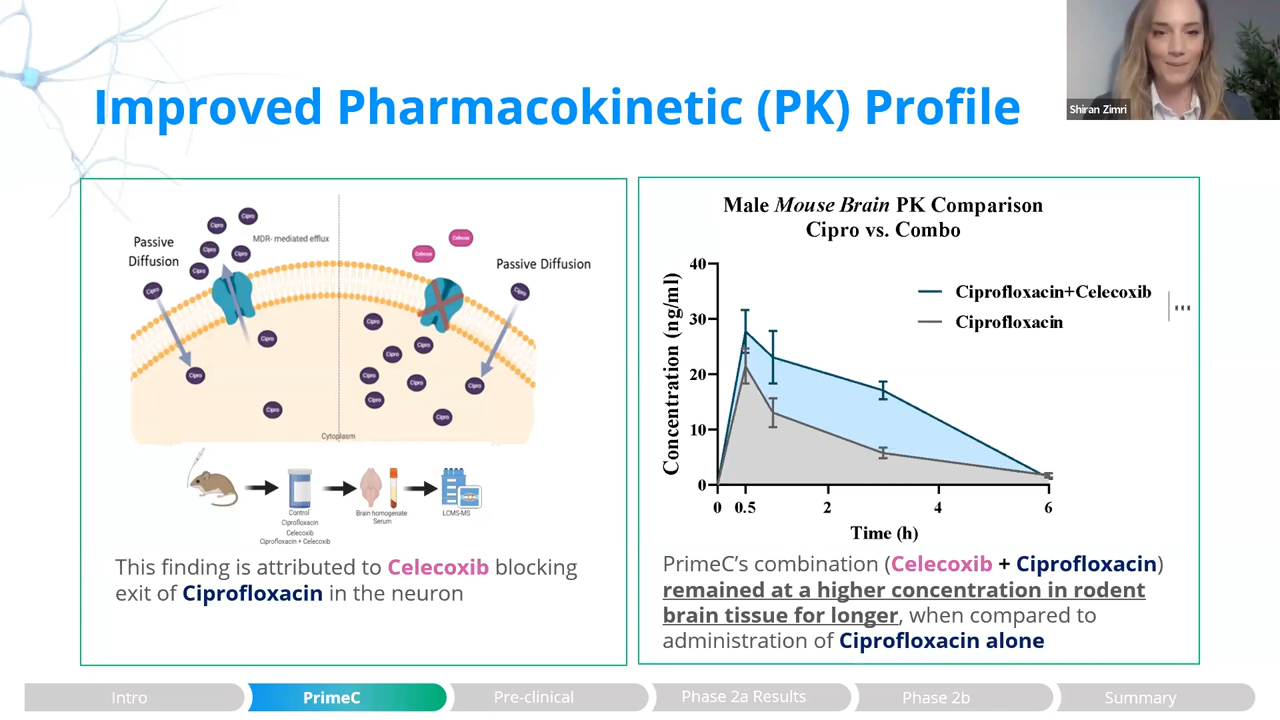 Improved Pharmacokinetic (PK) Profile
Shiran Zimri
Cipro
Cipro
Cipro
Cipro
Cipro
MDR- mediated efflux
Passive
Diffusion
Cipro
Cipro
Cipro
Cipro
Celecox
Celecox
Passive Diffusion
Cipro
Cipro
Cipro
Cipro
Cipro
Cipro
Cipro
Cipro
Cipro
Cytoplasm
Control
Ciprofloxacin
Celecoxib
Ciprofloxacin + Celecoxib
Brain homogenate
Serum
LCMS-MS
This finding is attributed to Celecoxib blocking
exit of Ciprofloxacin in the neuron
Male Mouse Brain PK Comparison
Cipro vs. Combo
Concentration (ng/ml)
40
30
20
10
0
Ciprofloxacin+Celecoxib
Ciprofloxacin
***
0 0.5 2 4 6
Time (h)
PrimeC's combination (Celecoxib + Ciprofloxacin)
remained at a higher concentration in rodent
brain tissue for longer, when compared to
administration of Ciprofloxacin alone
Intro
PrimeC
Pre-clinical
Phase 2a Results
Phase 2b
Summary